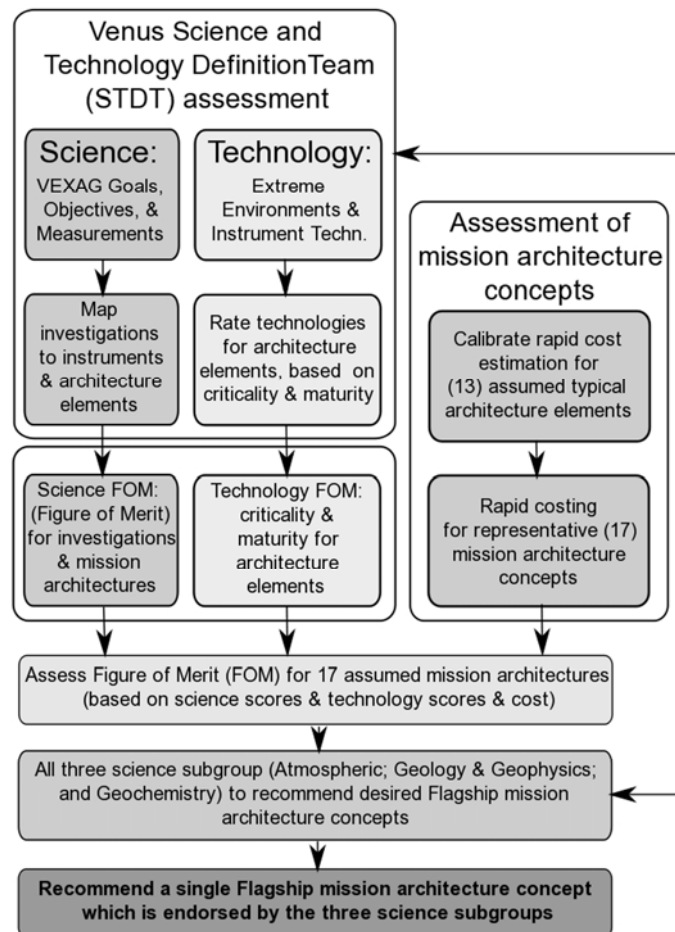 Venus Science and
Technology DefinitionTeam
(STDT) assessment
Science:
VEXAG Goals,
Objectives, &
Measurements
Technology:
Extreme
Environments &
Instrument Techn.
Map
investigations
to instruments
& architecture
elements
Rate technologies
for architecture
elements, based on
criticality & maturity
Science FOM:
(Figure of Merit)
for investigations
& mission
architectures
Technology FOM:
criticality &
maturity for
architecture
elements
Assessment of
mission architecture
concepts
Calibrate rapid cost
estimation for
(13) assumed typical
architecture elements
Rapid costing
for representative (17)
mission architecture
concepts
Assess Figure of Merit (FOM) for 17 assumed mission architectures
(based on science scores & technology scores & cost)
All three science subgroup (Atmospheric; Geology & Geophysics;
and Geochemistry) to recommend desired Flagship mission
architecture concepts
Recommend a single Flagship mission architecture concept
which is endorsed by the three science subgroups